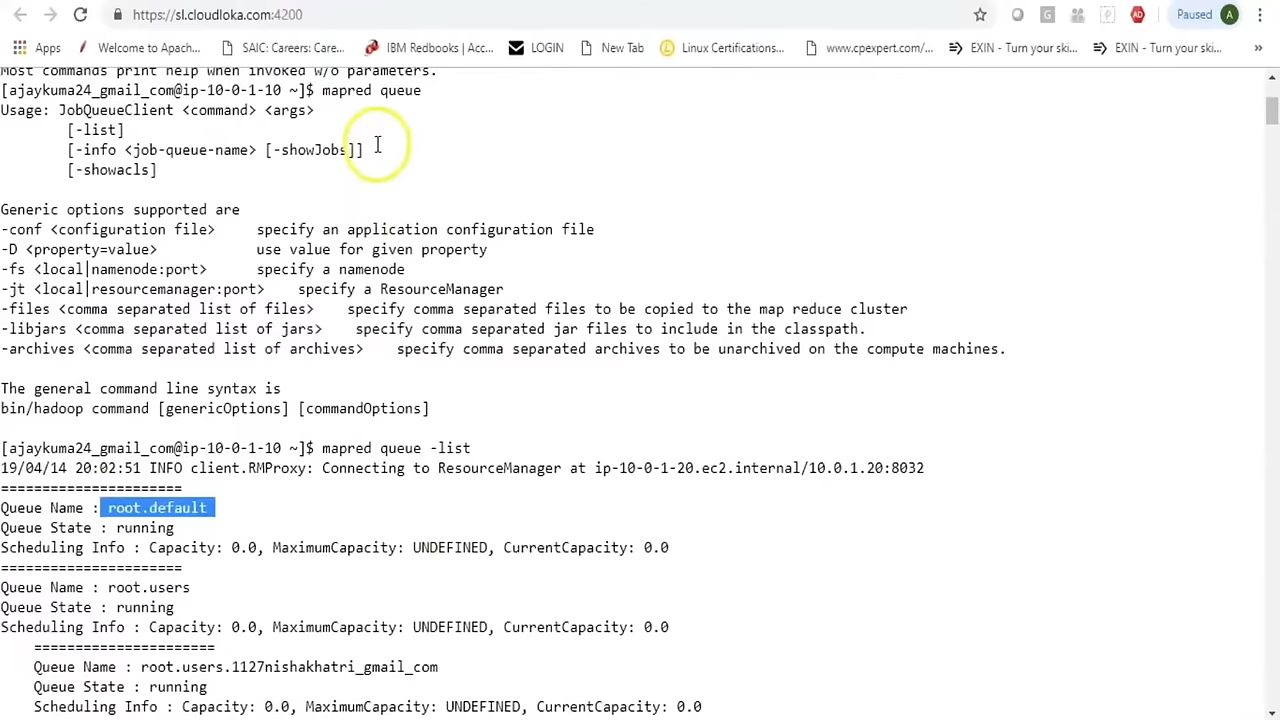 https://sl.cloudloka.com:4200
Paused A
Apps Welcome to Apach... SAIC: Careers: Care... IBM Redbooks | Acc... LOGIN New Tab Linux Certifications... www.cpexpert.com/... EXIN - Turn your ski... EXIN - Turn your ski... »
Most commands print help when invoked w/o parameters.
[ajaykuma24_gmail_com@ip-10-0-1-10 ~]$ mapred queue
Usage: JobQueueClient <command> <args>
[-list]
[-info <job-queue-name> [-showJobs]]
[-showacls]
Generic options supported are
-conf <configuration file> specify an application configuration file
-D <property=value> use value for given property
-fs <local|namenode:port> specify a namenode
-jt <local|resourcemanager:port> specify a ResourceManager
-files <comma separated list of files> specify comma separated files to be copied to the map reduce cluster
-libjars <comma separated list of jars> specify comma separated jar files to include in the classpath.
-archives <comma separated list of archives> specify comma separated archives to be unarchived on the compute machines.
The general command line syntax is
bin/hadoop command [genericOptions] [commandOptions]
[ajaykuma24_gmail_com@ip-10-0-1-10 ~]$ mapred queue -list
19/04/14 20:02:51 INFO client.RMProxy: Connecting to ResourceManager at ip-10-0-1-20.ec2.internal/10.0.1.20:8032
======================
Queue Name : root.default
Queue State : running
Scheduling Info : Capacity: 0.0, MaximumCapacity: UNDEFINED, CurrentCapacity: 0.0
======================
Queue Name : root.users
Queue State : running
Scheduling Info : Capacity: 0.0, MaximumCapacity: UNDEFINED, CurrentCapacity: 0.0
======================
Queue Name : root.users.1127nishakhatri_gmail_com
Queue State : running
Scheduling Info : Capacity: 0.0, MaximumCapacity: UNDEFINED, CurrentCapacity: 0.0